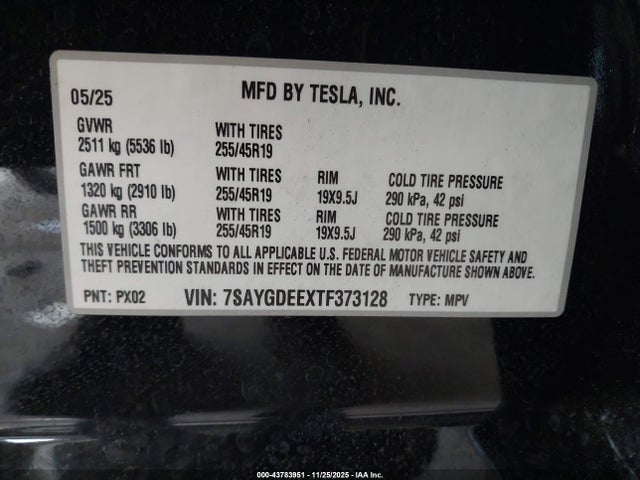 05/25 MFD BY TESLA, INC.
GVWR WITH TIRES
2511 kg (5536 lb) 255/45R19
GAWR FRT WITH TIRES RIM COLD TIRE PRESSURE
1320 kg (2910 lb) 255/45R19 19X9.5J 290 kPa, 42 psi
GAWR RR WITH TIRES RIM COLD TIRE PRESSURE
1500 kg (3306 lb) 255/45R19 19X9.5J 290 kPa, 42 psi
THIS VEHICLE CONFORMS TO ALL APPLICABLE U.S. FEDERAL MOTOR VEHICLE SAFETY AND
THEFT PREVENTION STANDARDS IN EFFECT ON THE DATE OF MANUFACTURE SHOWN ABOVE.
PNT: PX02 VIN: 7SAYGDEEXTF373128 TYPE: MPV
000-43783951 - 11/25/2025 - IAA Inc.